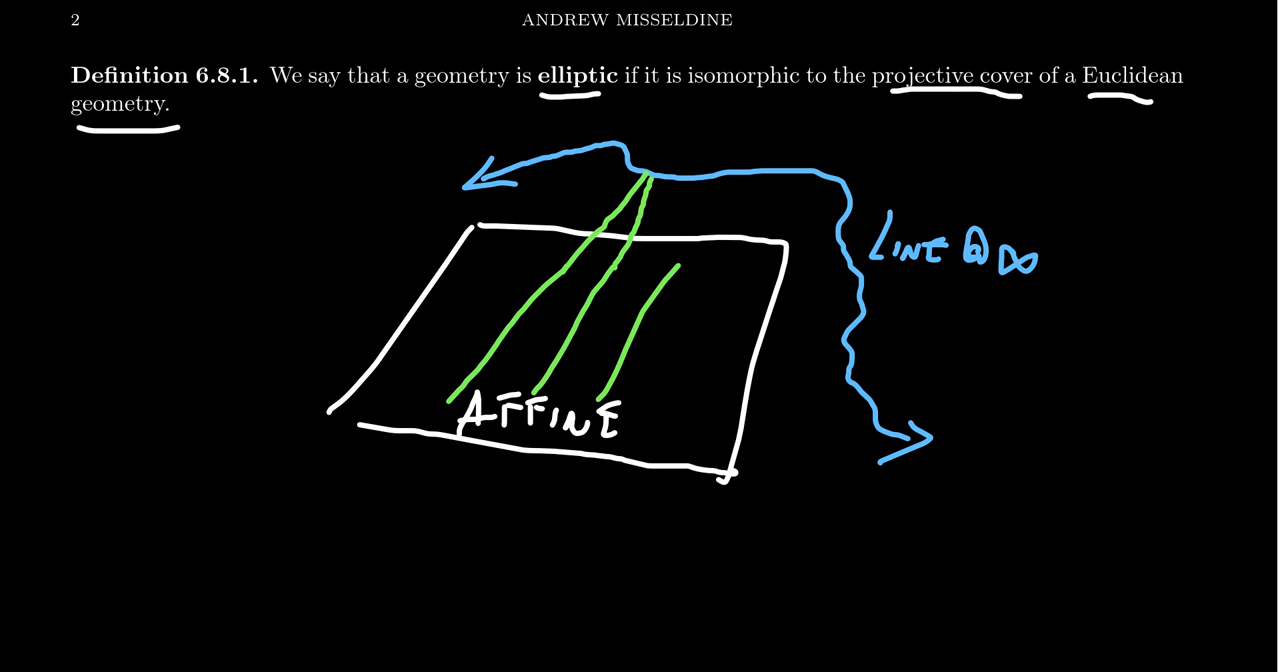 2 ANDREW MISSELDINE
Definition 6.8.1. We say that a geometry is elliptic if it is isomorphic to the projective cover of a Euclidean
geometry.
LINE @ ∞
AFFINE